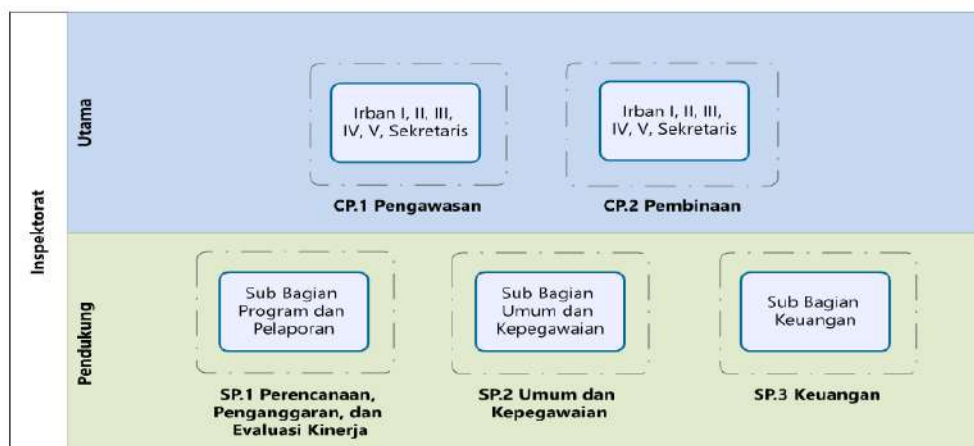 Inspektorat
Utama
Irban I, II, III,
IV, V, Sekretaris
CP.1 Pengawasan
Irban I, II, III,
IV, V, Sekretaris
CP.2 Pembinaan
Pendukung
Sub Bagian
Program dan
Pelaporan
SP.1 Perencanaan,
Penganggaran, dan
Evaluasi Kinerja
Sub Bagian
Umum dan
Kepegawaian
SP.2 Umum dan
Kepegawaian
Sub Bagian
Keuangan
SP.3 Keuangan